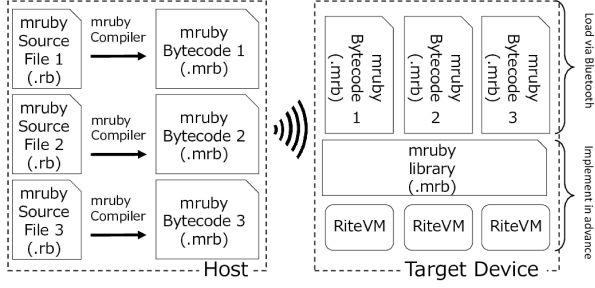 mruby
Source
File 1
(.rb)
mruby
Compiler
mruby
Bytecode 1
(.mrb)
mruby
Source
File 2
(.rb)
mruby
Compiler
mruby
Bytecode 2
(.mrb)
mruby
Source
File 3
(.rb)
mruby
Compiler
mruby
Bytecode 3
(.mrb)
Host
mruby
Bytecode
(.mrb)
1
mruby
Bytecode
(.mrb)
2
mruby
Bytecode
(.mrb)
3
mruby
library
(.mrb)
RiteVM
RiteVM
RiteVM
Target Device
Load via Bluetooth
Implement in advance